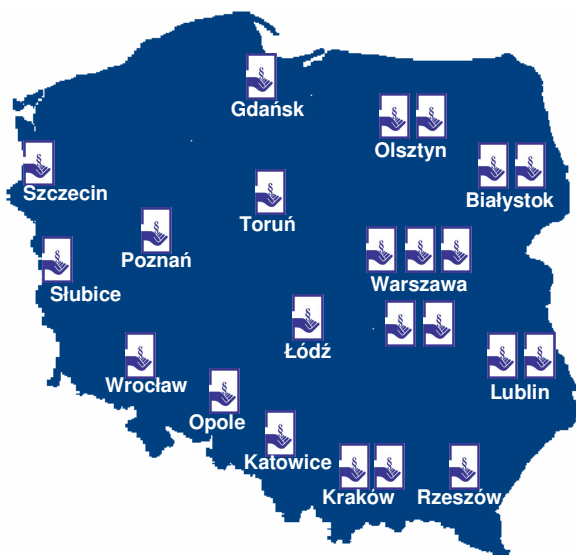 Gdańsk
Olsztyn
Szczecin
Białystok
Toruń
Poznań
Warszawa
Słubice
Łódź
Wrocław
Lublin
Opole
Katowice
Kraków
Rzeszów